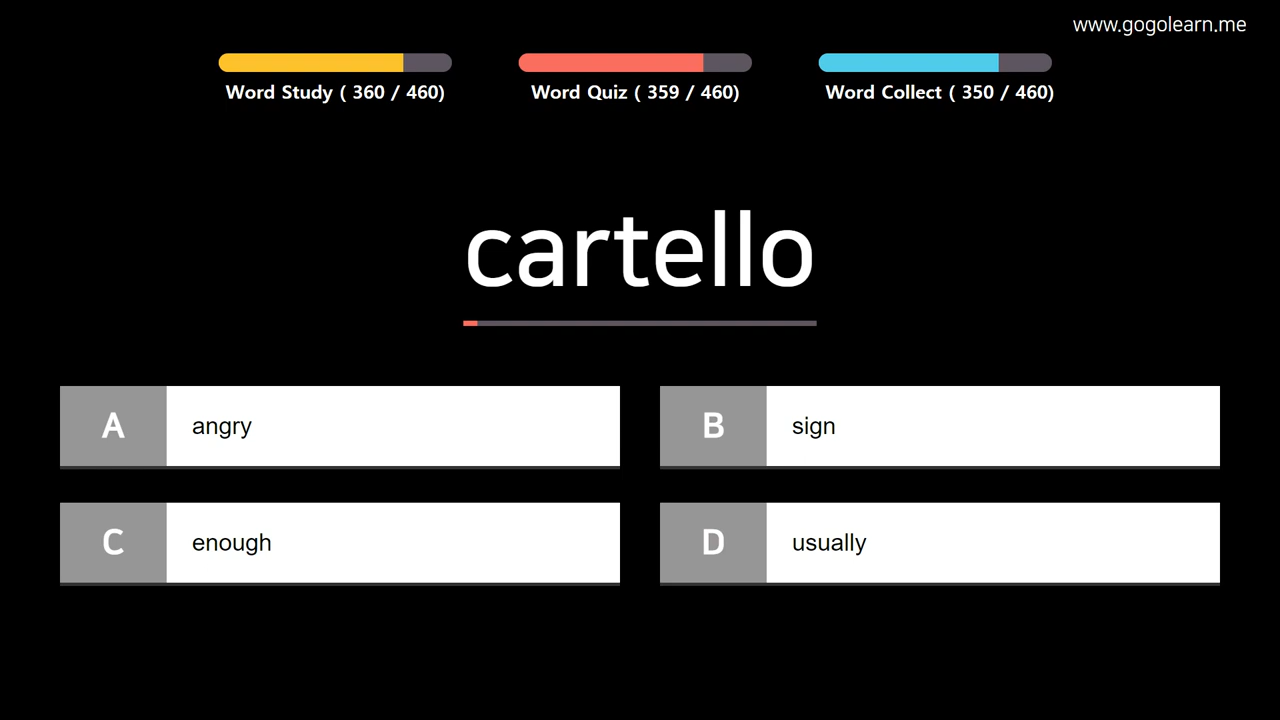 www.gogolearn.me
Word Study ( 360 / 460)
Word Quiz ( 359 / 460)
Word Collect ( 350 / 460)
cartello
A angry
B sign
C enough
D usually